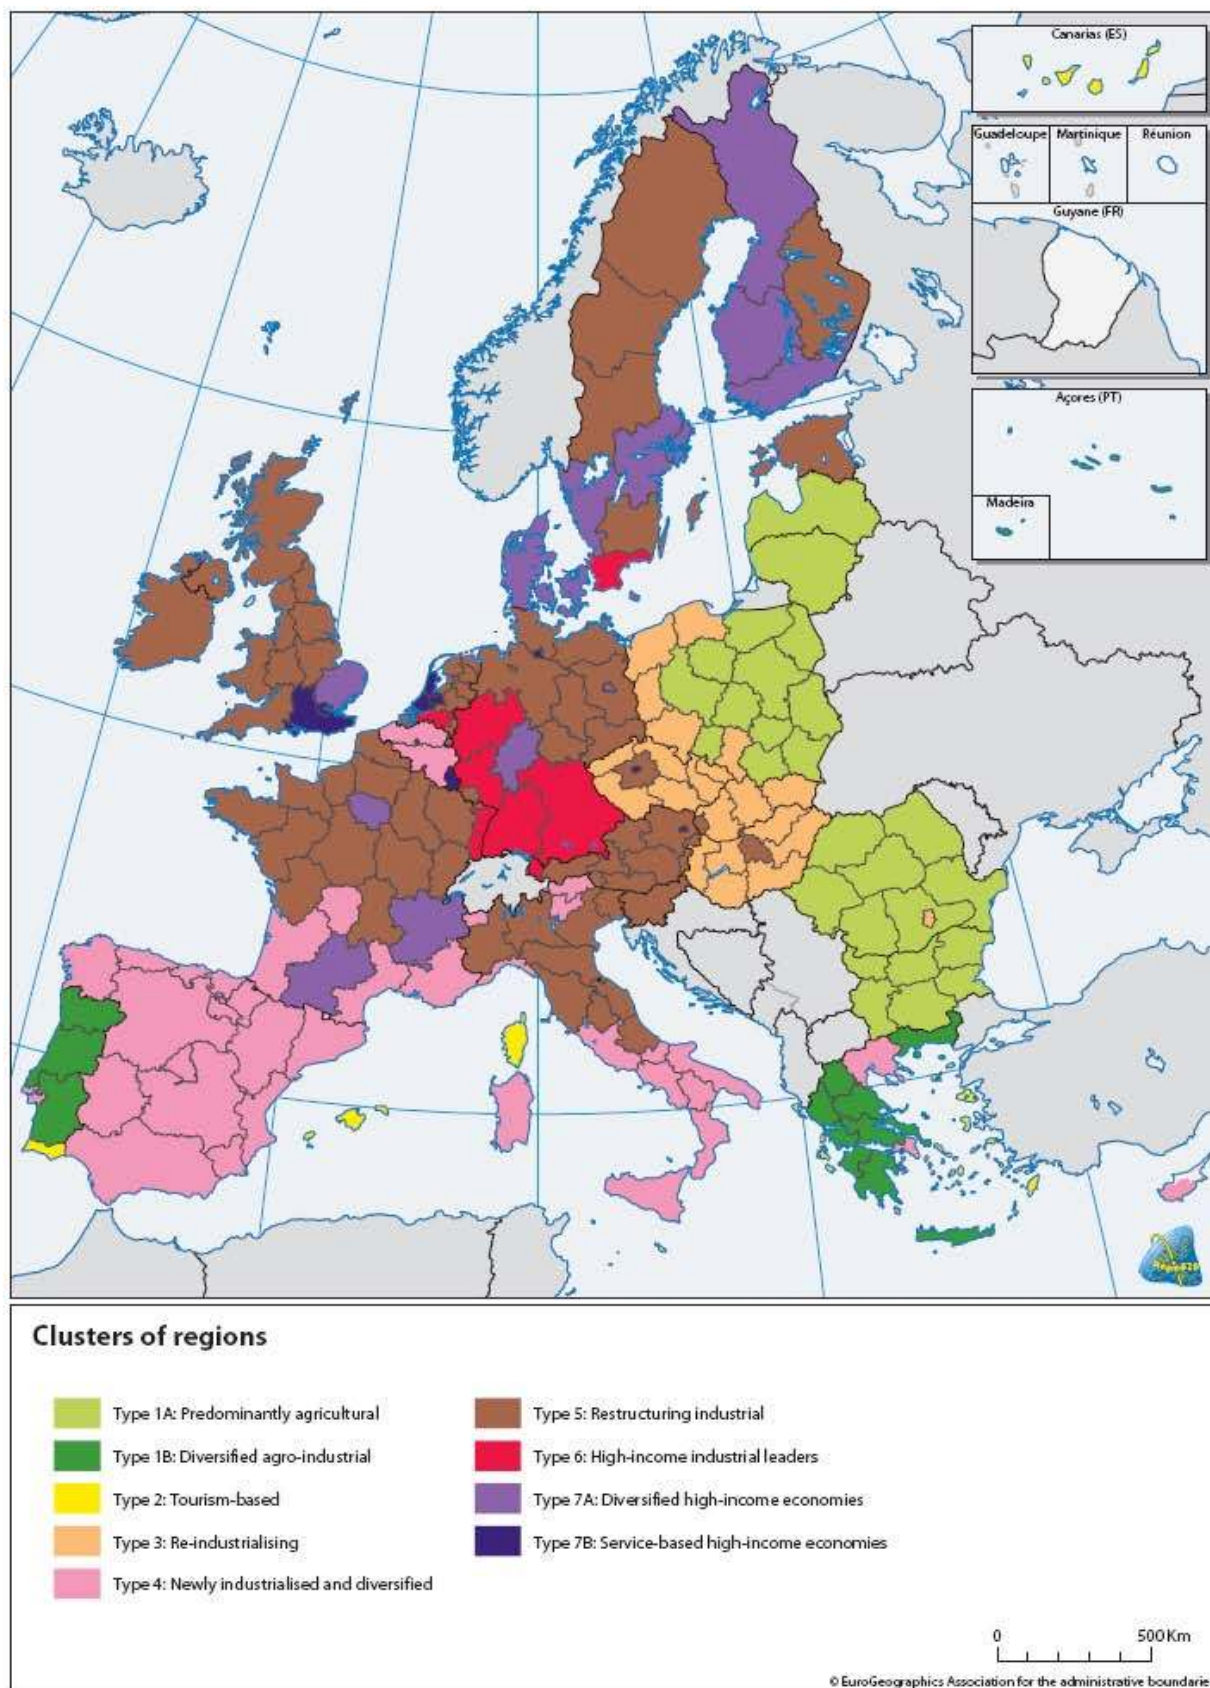 Canarias (ES)
Guadeloupe
Martinique
Réunion
Guyane (FR)
Açores (PT)
Madeira
Clusters of regions
Type 1A: Predominantly agricultural
Type 1B: Diversified agro-industrial
Type 2: Tourism-based
Type 3: Re-industrialising
Type 4: Newly industrialised and diversified
Type 5: Restructuring industrial
Type 6: High-income industrial leaders
Type 7A: Diversified high-income economies
Type 7B: Service-based high-income economies
0 500 Km
© EuroGeographics Association for the administrative boundarie